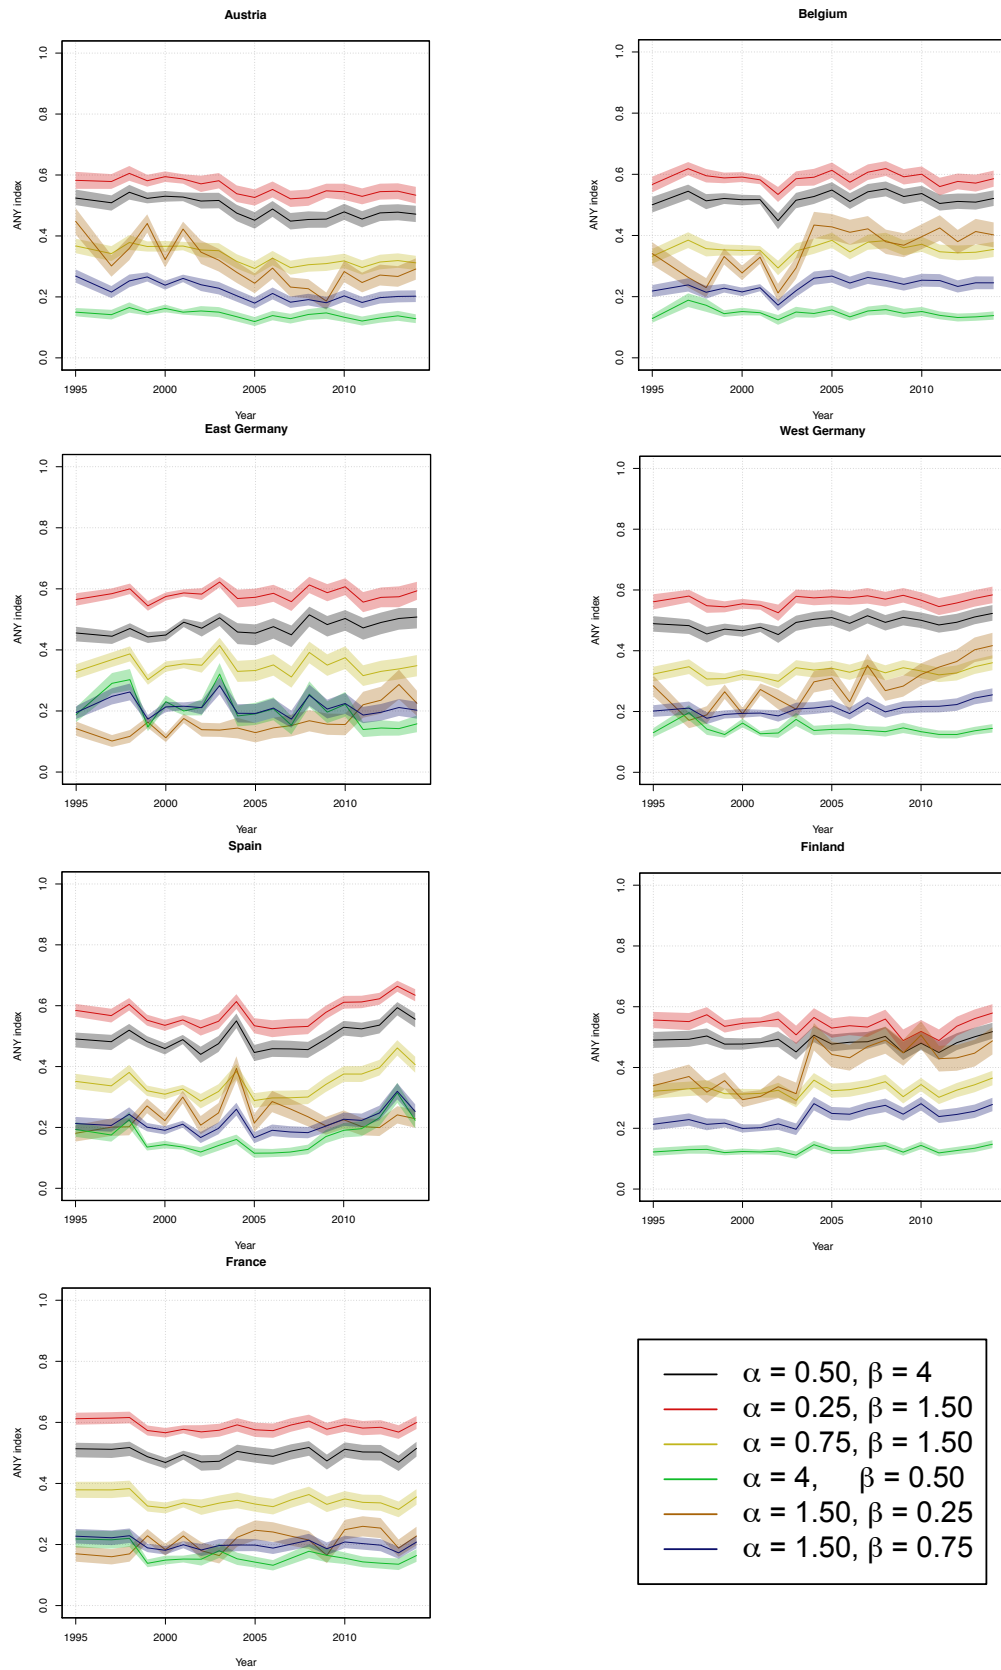 Austria
ANY index
0.0
0.2
0.4
0.6
0.8
1.0
1995
2000
2005
2010
Year
Belgium
ANY index
0.0
0.2
0.4
0.6
0.8
1.0
1995
2000
2005
2010
Year
East Germany
ANY index
0.0
0.2
0.4
0.6
0.8
1.0
1995
2000
2005
2010
Year
West Germany
ANY index
0.0
0.2
0.4
0.6
0.8
1.0
1995
2000
2005
2010
Year
Spain
ANY index
0.0
0.2
0.4
0.6
0.8
1.0
1995
2000
2005
2010
Year
Finland
ANY index
0.0
0.2
0.4
0.6
0.8
1.0
1995
2000
2005
2010
Year
France
ANY index
0.0
0.2
0.4
0.6
0.8
1.0
1995
2000
2005
2010
Year
α = 0.50, β = 4
α = 0.25, β = 1.50
α = 0.75, β = 1.50
α = 4, β = 0.50
α = 1.50, β = 0.25
α = 1.50, β = 0.75